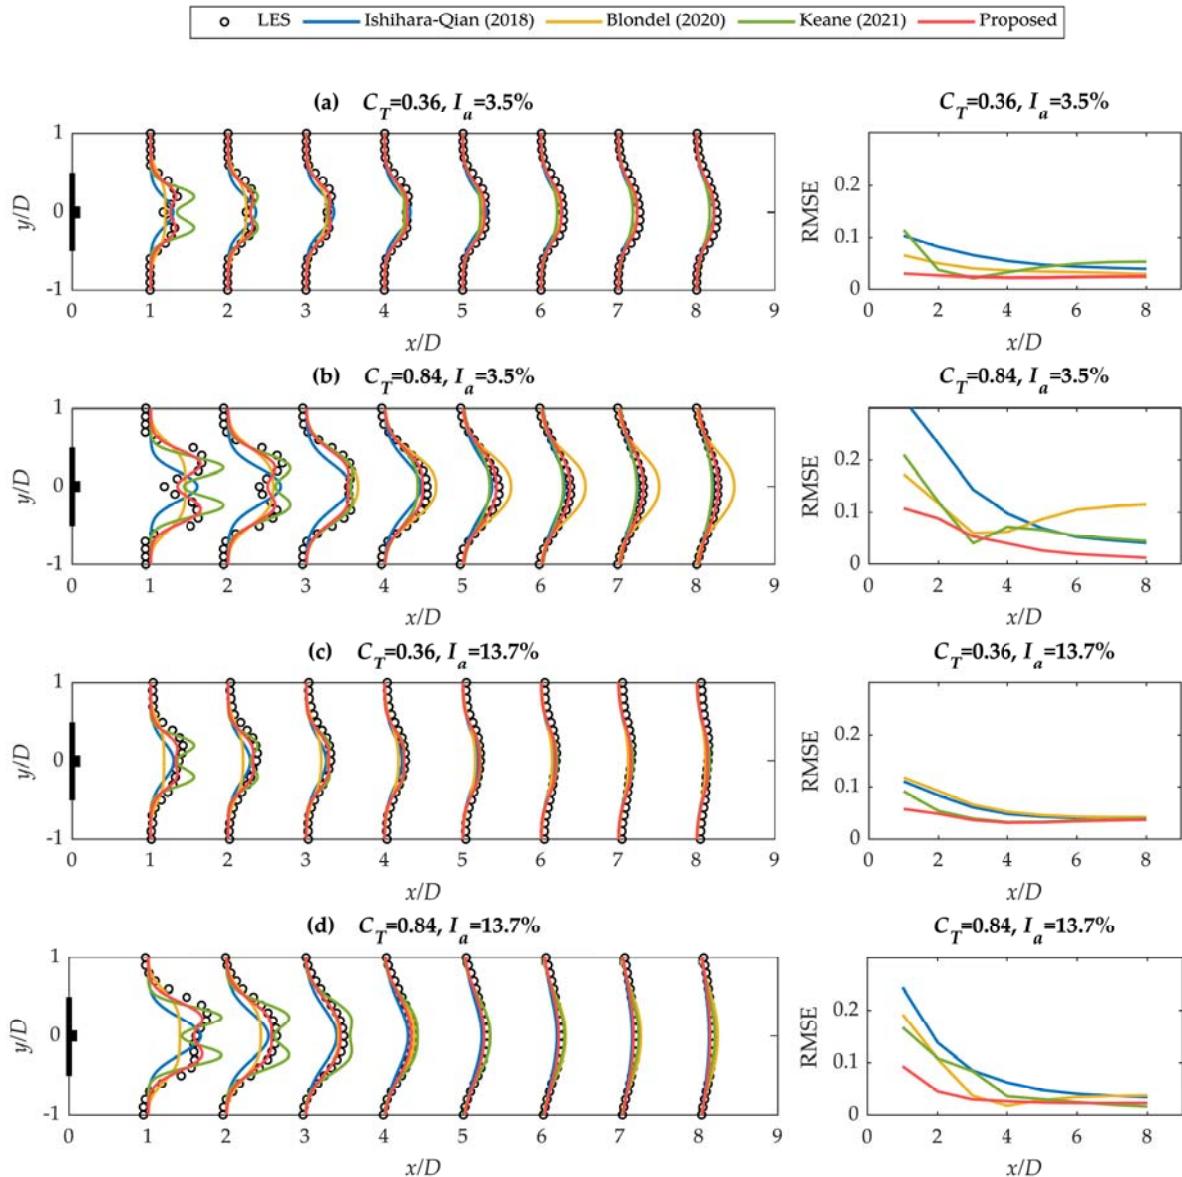 LES Ishihara-Qian (2018) Blondel (2020) Keane (2021) Proposed
(a) C_T=0.36, I_a=3.5%
C_T=0.36, I_a=3.5%
1
0
-1
y/D
0 1 2 3 4 5 6 7 8 9
x/D
0.2
0.1
0
RMSE
0 2 4 6 8
x/D
(b) C_T=0.84, I_a=3.5%
C_T=0.84, I_a=3.5%
1
0
-1
y/D
0 1 2 3 4 5 6 7 8 9
x/D
0.2
0.1
0
RMSE
0 2 4 6 8
x/D
(c) C_T=0.36, I_a=13.7%
C_T=0.36, I_a=13.7%
1
0
-1
y/D
0 1 2 3 4 5 6 7 8 9
x/D
0.2
0.1
0
RMSE
0 2 4 6 8
x/D
(d) C_T=0.84, I_a=13.7%
C_T=0.84, I_a=13.7%
1
0
-1
y/D
0 1 2 3 4 5 6 7 8 9
x/D
0.2
0.1
0
RMSE
0 2 4 6 8
x/D